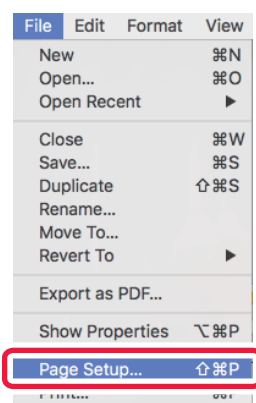 File Edit Format View
New ⌘N
Open... ⌘O
Open Recent ▶
Close ⌘W
Save... ⌘S
Duplicate ⇧⌘S
Rename...
Move To...
Revert To ▶
Export as PDF...
Show Properties ⌥⌘P
Page Setup... ⇧⌘P